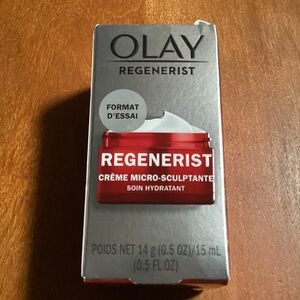 OLAY
REGENERIST
FORMAT
D'ESSAI
REGENERIST
CRÈME MICRO-SCULPTANTE
SOIN HYDRATANT
POIDS NET 14 g (0.5 OZ)/15 mL
(0.5 FL OZ)